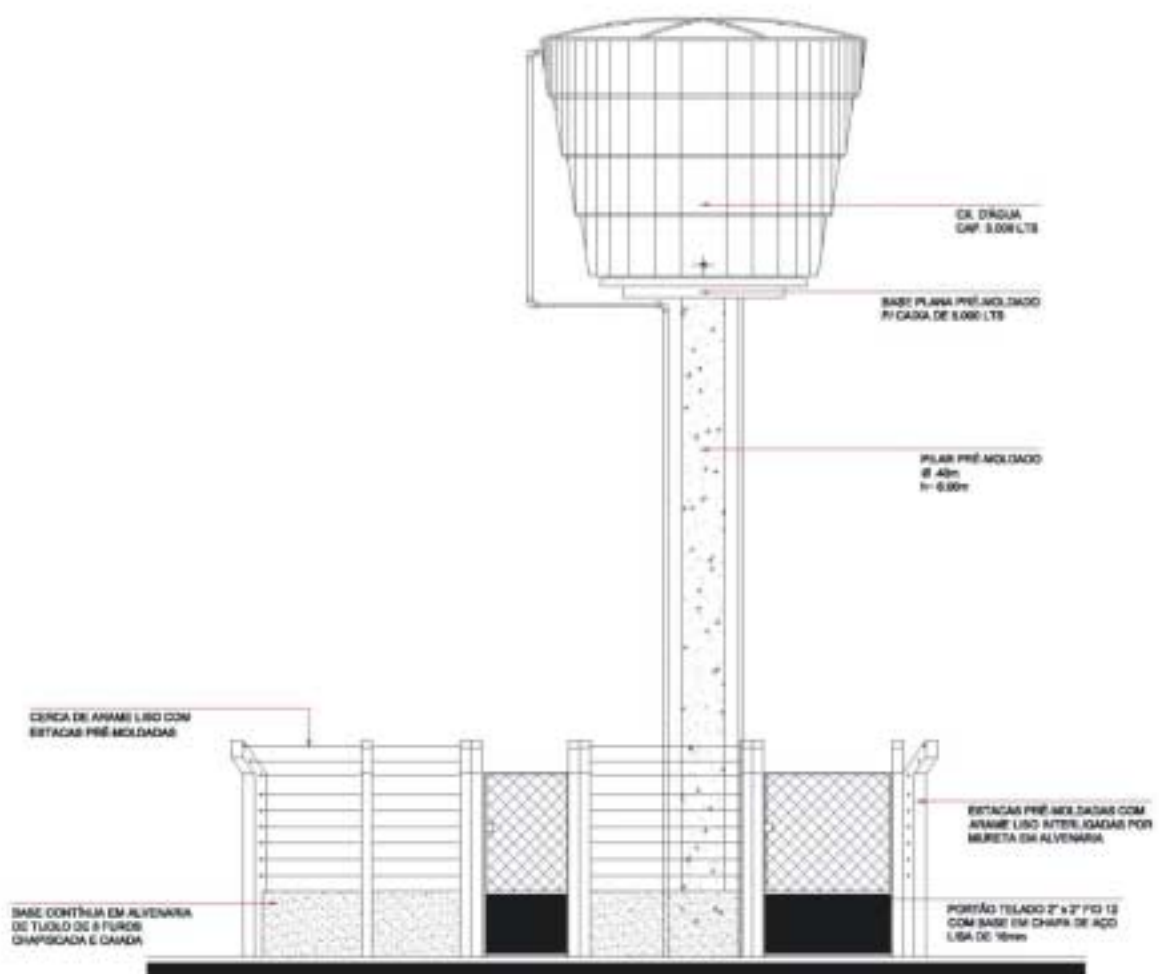 CX. D'ÁGUA
CAP. 5.000 LTS
BASE PLANA PRÉ-MOLDADO
P/ CAIXA DE 5.000 LTS
PILAR PRÉ-MOLDADO
Ø .40m
h=
CERCA DE ARAME LISO COM
ESTACAS PRÉ-MOLDADAS
ESTACAS PRÉ-MOLDADAS COM
ARAME LISO INTERLIGADAS POR
MURETA EM ALVENARIA
BASE CONTÍNUA EM ALVENARIA
DE TIJOLO DE 8 FUROS
CHAPISCADA E CAIADA
PORTÃO TELADO 2" x 2" FIO 12
COM BASE EM CHAPA DE AÇO
LISA DE